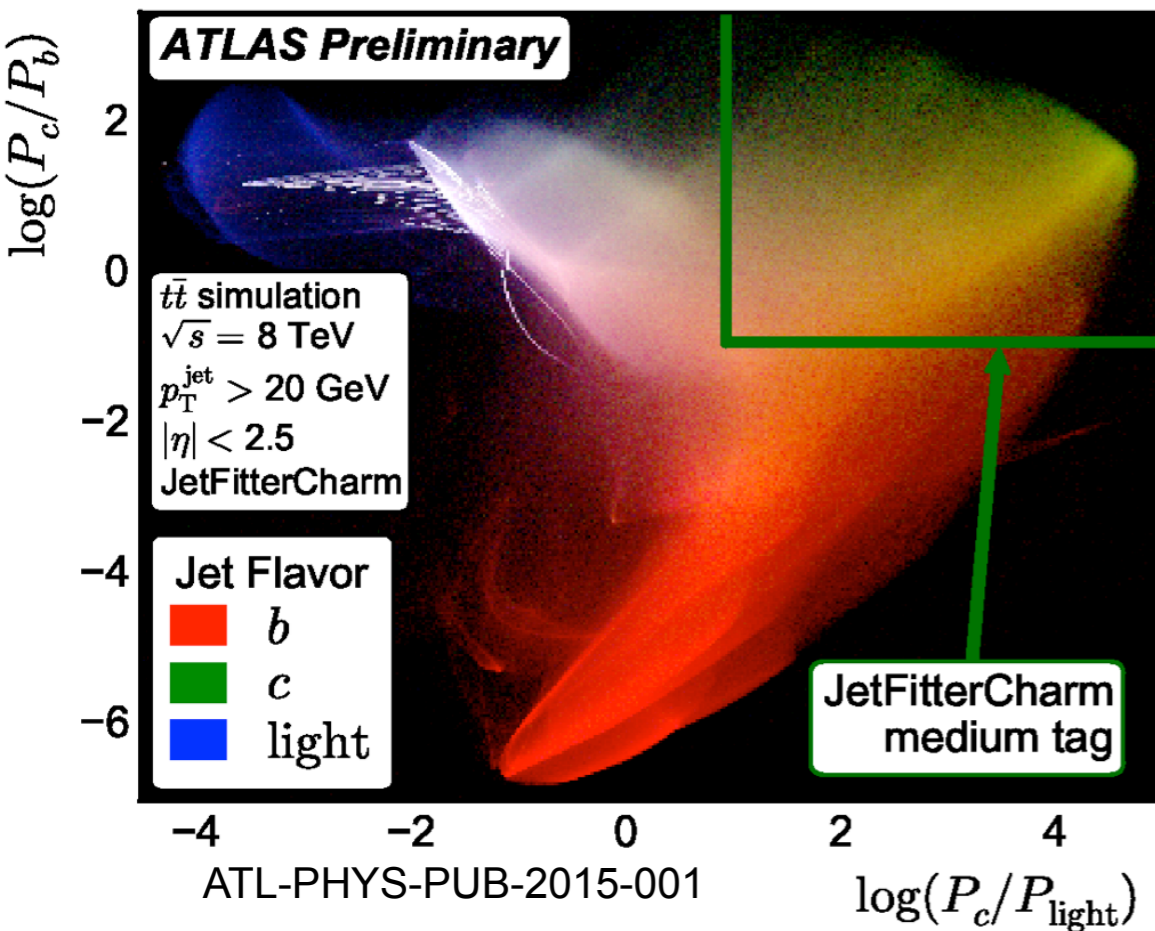 log(P_c/P_b)
ATLAS Preliminary
2
0
−2
−4
−6
t\bar{t} simulation
√s = 8 TeV
p_T^jet > 20 GeV
|η| < 2.5
JetFitterCharm
Jet Flavor
b
c
light
JetFitterCharm
medium tag
−4 −2 0 2 4
ATL-PHYS-PUB-2015-001
log(P_c/P_light)